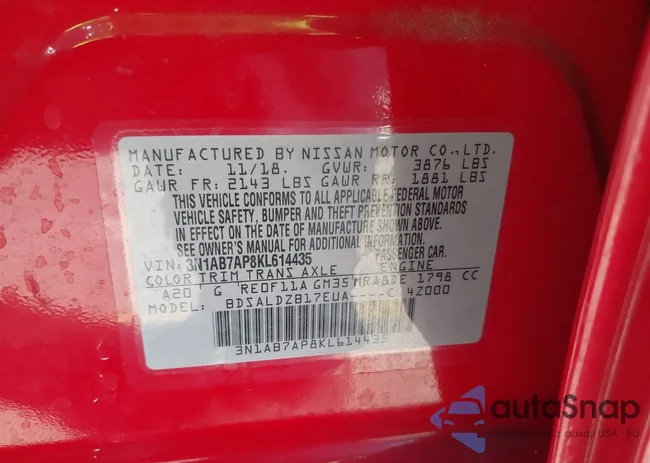 MANUFACTURED BY NISSAN MOTOR CO.,LTD.
DATE: 11/18. GVWR: 3876 LBS
GAWR FR: 2143 LBS GAWR RR: 1881 LBS
THIS VEHICLE CONFORMS TO ALL APPLICABLE FEDERAL MOTOR
VEHICLE SAFETY, BUMPER AND THEFT PREVENTION STANDARDS
IN EFFECT ON THE DATE OF MANUFACTURE SHOWN ABOVE.
SEE OWNER'S MANUAL FOR ADDITIONAL INFORMATION.
VIN: 3N1AB7AP8KL614435 PASSENGER CAR.
COLOR TRIM TRANS AXLE ENGINE
A20 G RE0F11A GM35 MRA8DE 1798 CC
MODEL: BDSALDZB17EUA----C 4Z000
3N1AB7AP8KL614435
autoSnap
USA - EU